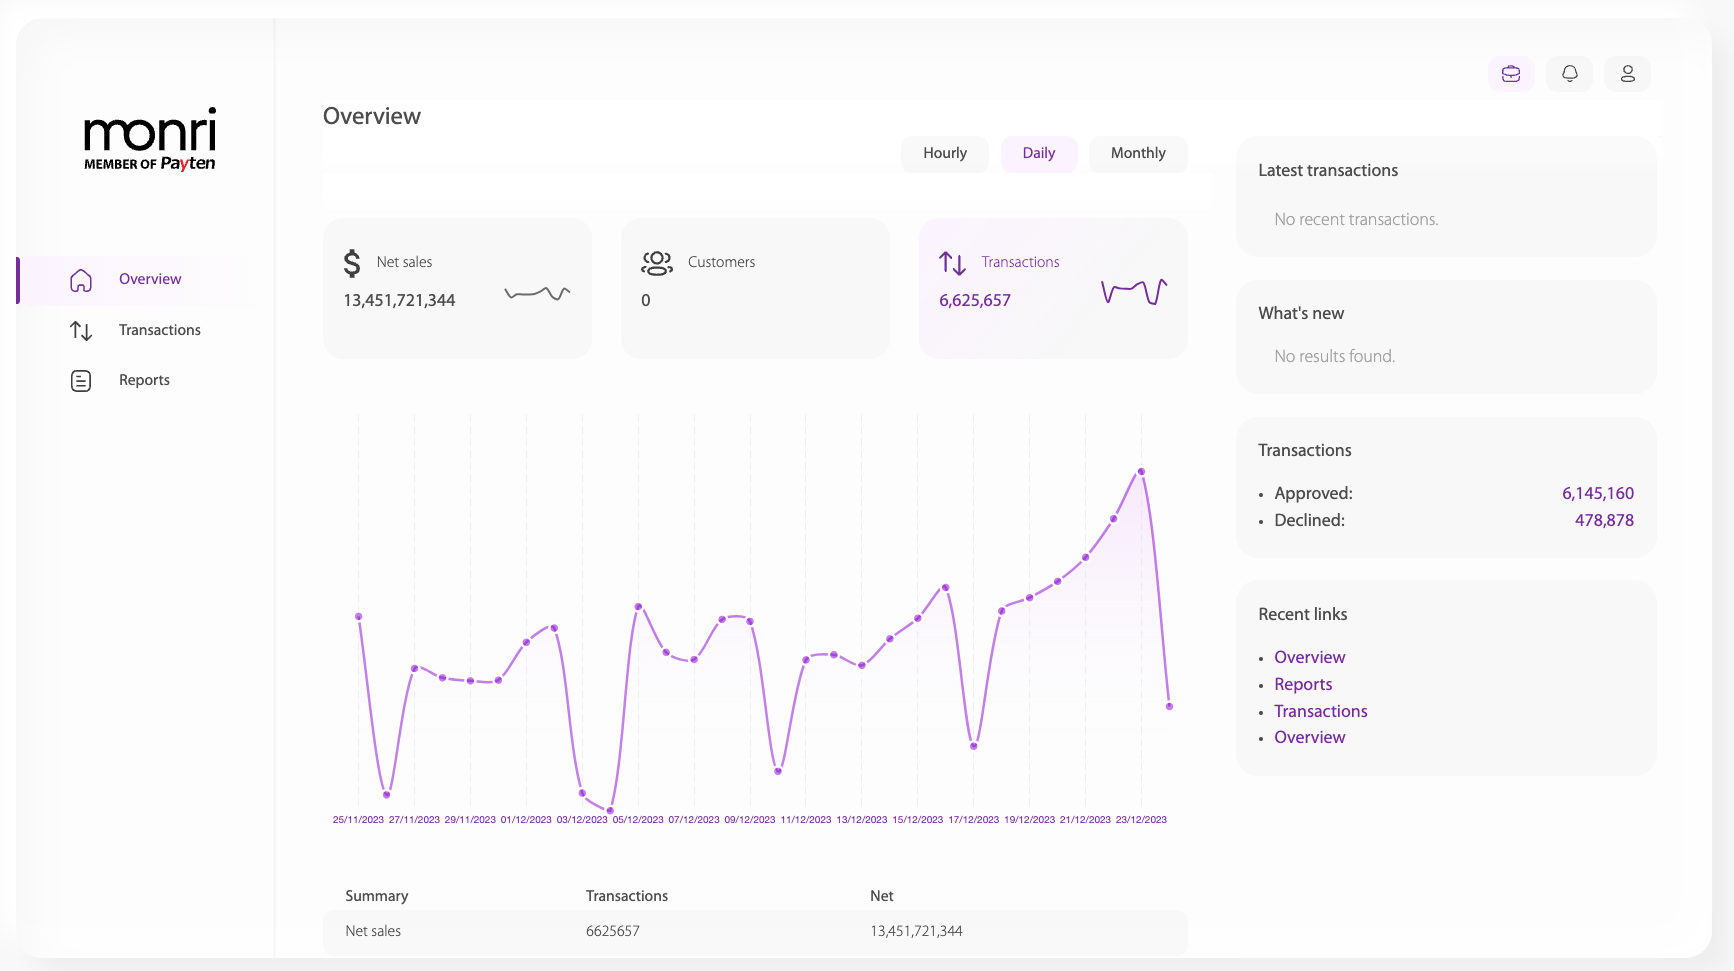 monri
MEMBER OF Payten
Overview
Transactions
Reports
Overview
Hourly
Daily
Monthly
Net sales
13,451,721,344
Customers
0
Transactions
6,625,657
25/11/2023 27/11/2023 29/11/2023 01/12/2023 03/12/2023 05/12/2023 07/12/2023 09/12/2023 11/12/2023 13/12/2023 15/12/2023 17/12/2023 19/12/2023 21/12/2023 23/12/2023
Summary Transactions Net
Net sales 6625657 13,451,721,344
Latest transactions
No recent transactions.
What's new
No results found.
Transactions
• Approved: 6,145,160
• Declined: 478,878
Recent links
• Overview
• Reports
• Transactions
• Overview